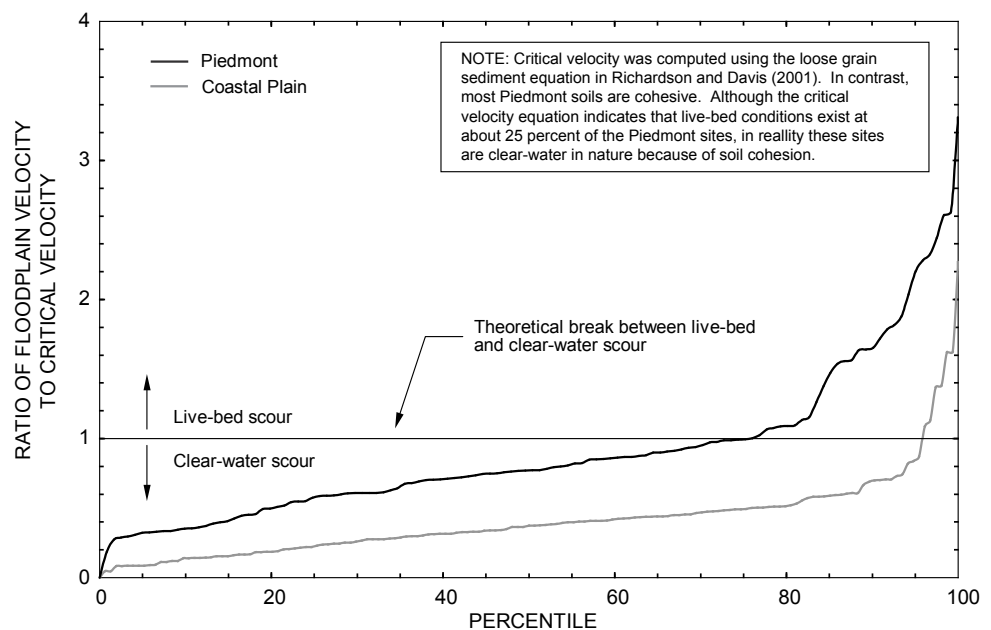 4
Piedmont
Coastal Plain
NOTE: Critical velocity was computed using the loose grain
sediment equation in Richardson and Davis (2001). In contrast,
most Piedmont soils are cohesive. Although the critical
velocity equation indicates that live-bed conditions exist at
about 25 percent of the Piedmont sites, in reallity these sites
are clear-water in nature because of soil cohesion.
3
RATIO OF FLOODPLAIN VELOCITY
TO CRITICAL VELOCITY
2
Theoretical break between live-bed
and clear-water scour
Live-bed scour
1
Clear-water scour
0
0 20 40 60 80 100
PERCENTILE